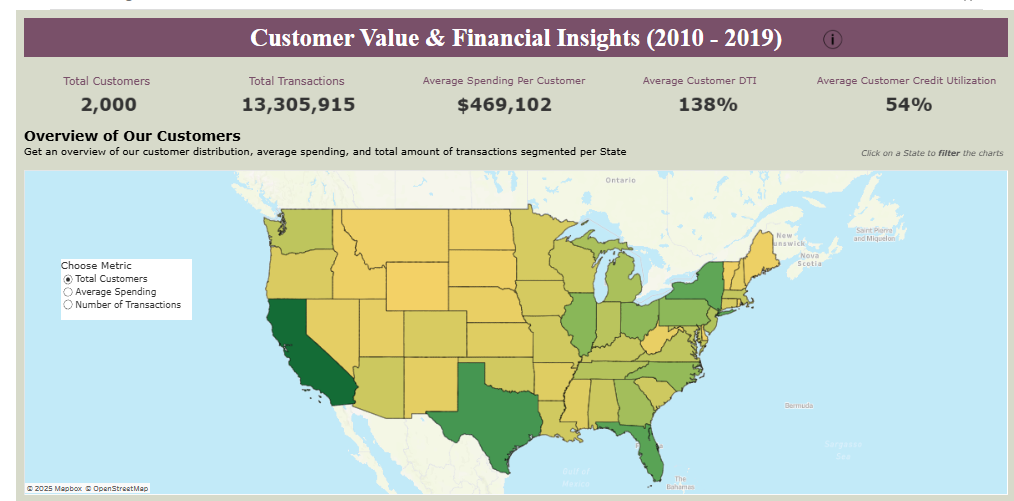 Customer Value & Financial Insights (2010 - 2019) i
Total Customers
2,000
Total Transactions
13,305,915
Average Spending Per Customer
$469,102
Average Customer DTI
138%
Average Customer Credit Utilization
54%
Overview of Our Customers
Get an overview of our customer distribution, average spending, and total amount of transactions segmented per State
Click on a State to filter the charts
Choose Metric
Total Customers
Average Spending
Number of Transactions
Ontario
New
Saint Pierre
and Miquelon
Nova
Scotia
Bermuda
Sargasso
Sea
Gulf of
Mexico
The
Bahamas
© 2025 Mapbox © OpenStreetMap